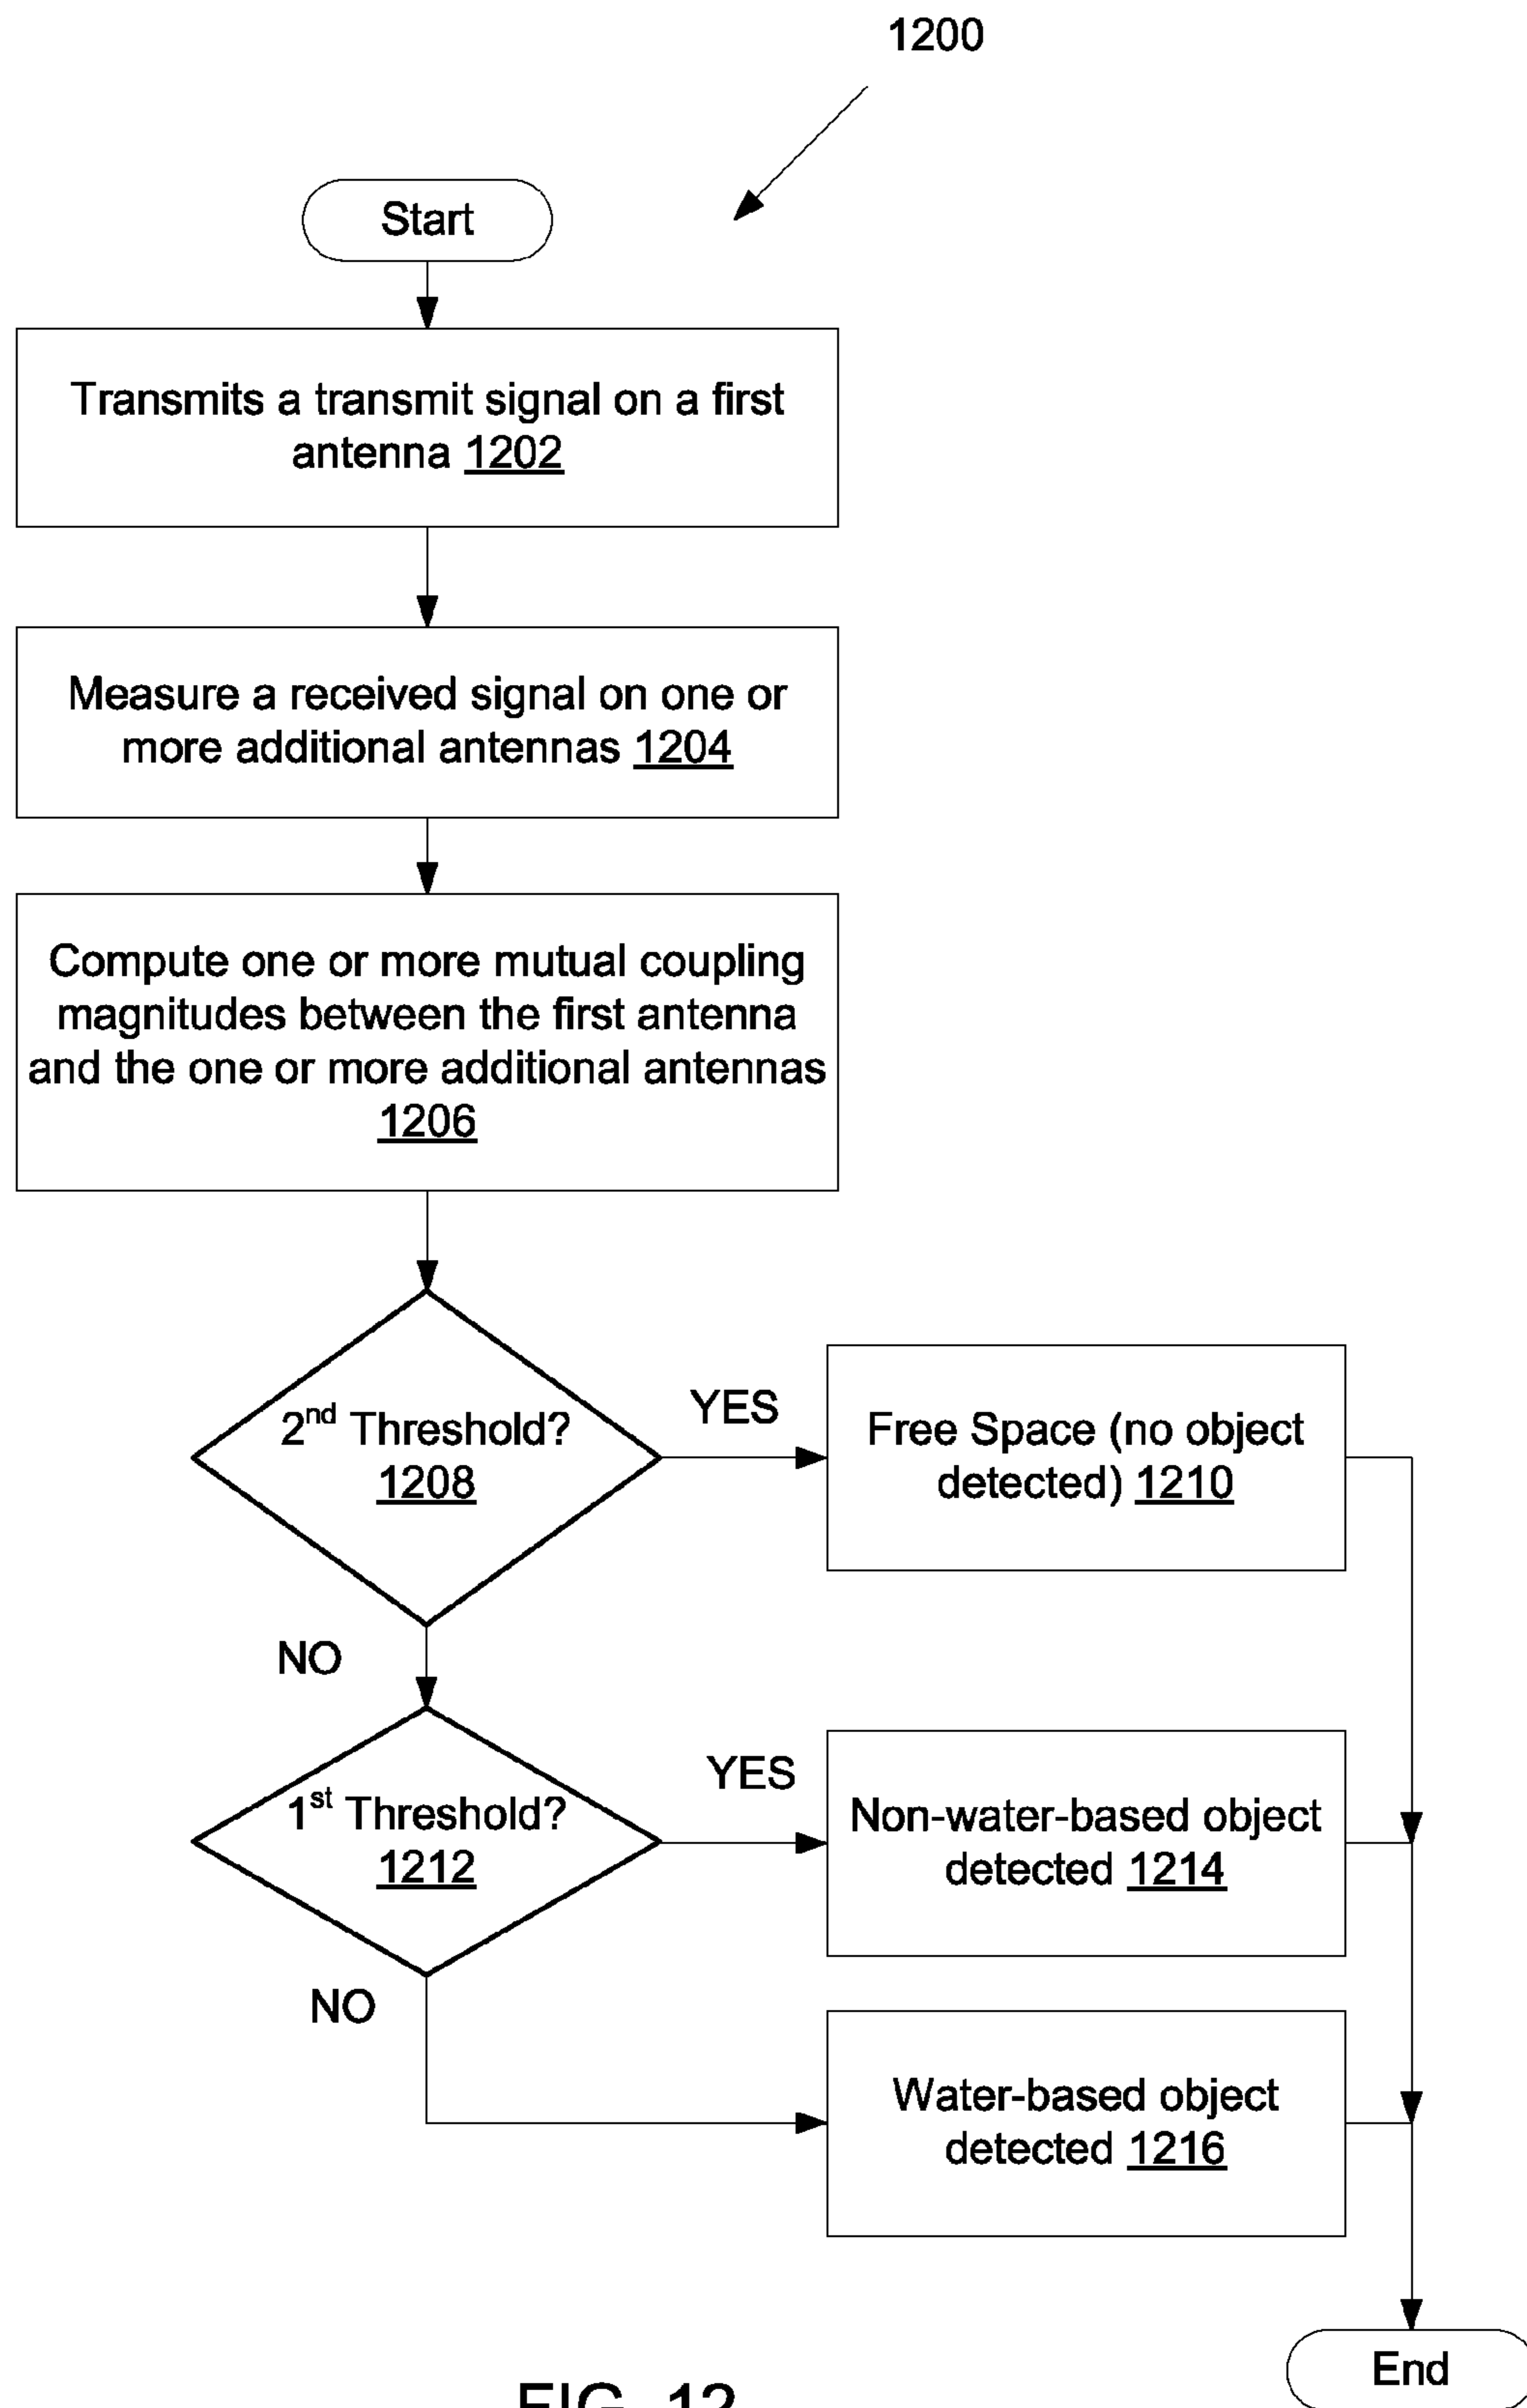 1200
Start
Transmits a transmit signal on a first
antenna 1202
Measure a received signal on one or
more additional antennas 1204
Compute one or more mutual coupling
magnitudes between the first antenna
and the one or more additional antennas
1206
2nd Threshold?
1208
YES
Free Space (no object
detected) 1210
NO
1st Threshold?
1212
YES
Non-water-based object
detected 1214
NO
Water-based object
detected 1216
End
FIG. 12